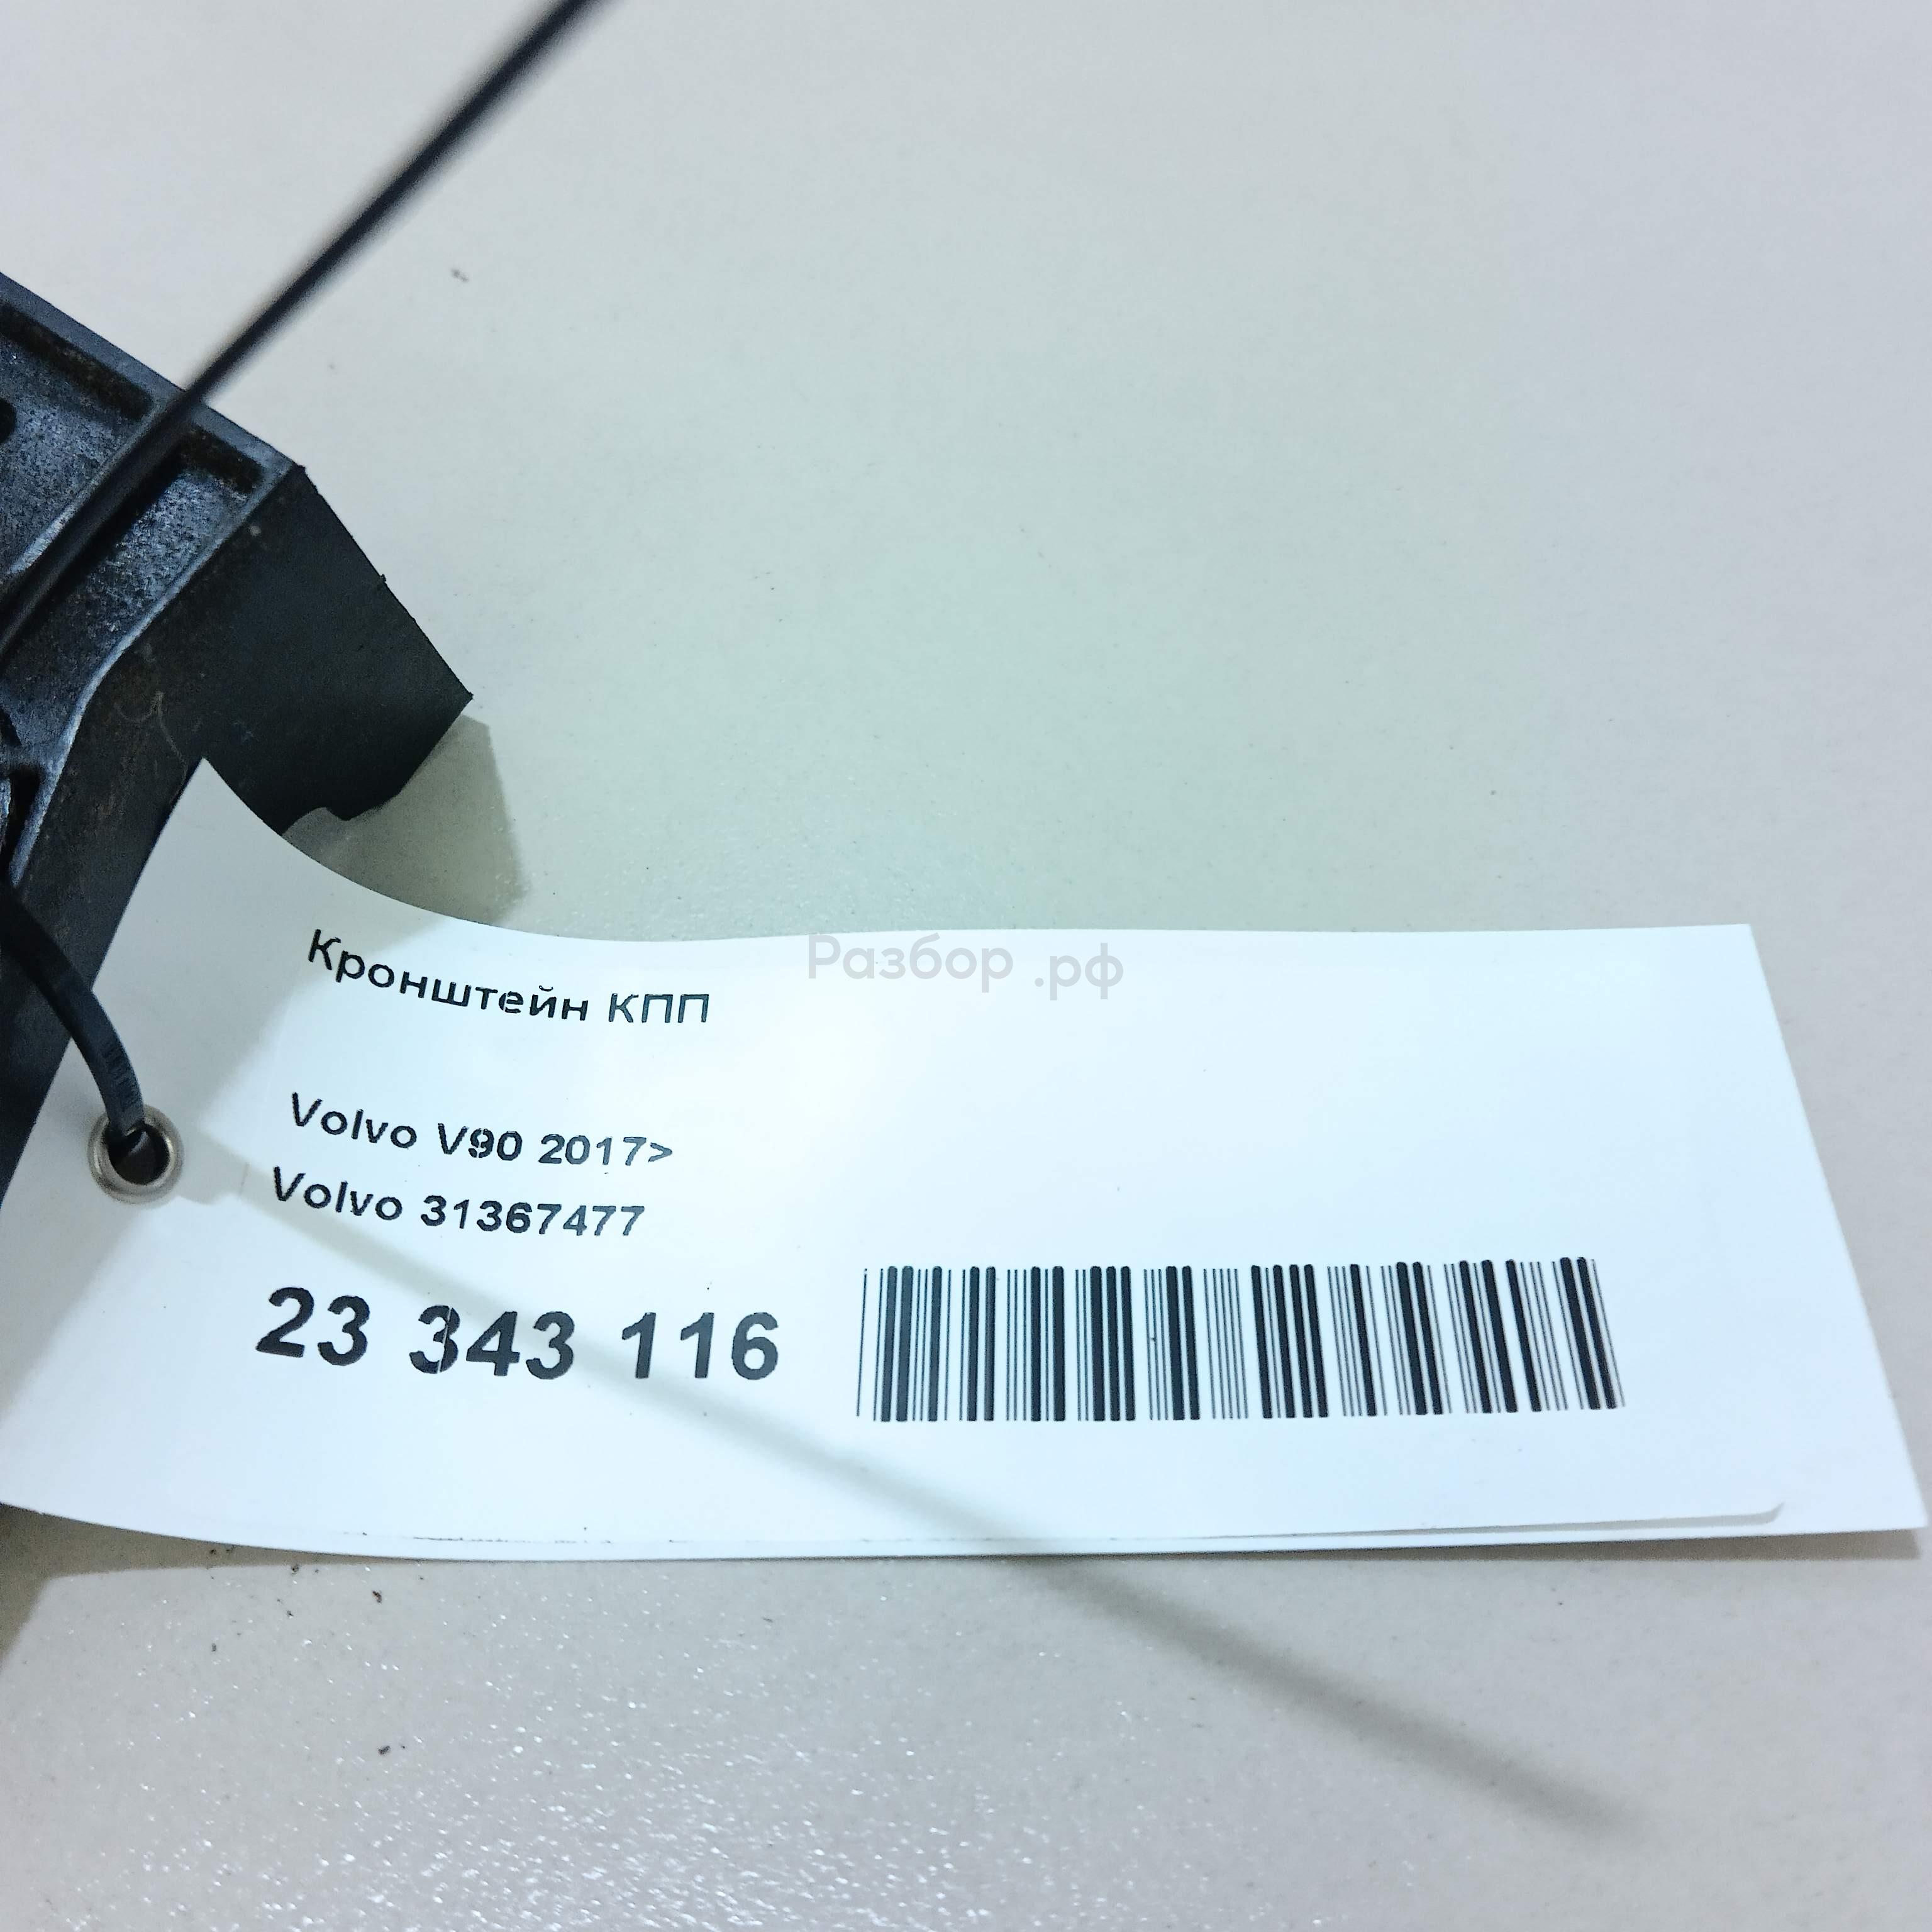 Разбор .рф
Кронштейн КПП
Volvo V90 2017>
Volvo 31367477
23 343 116